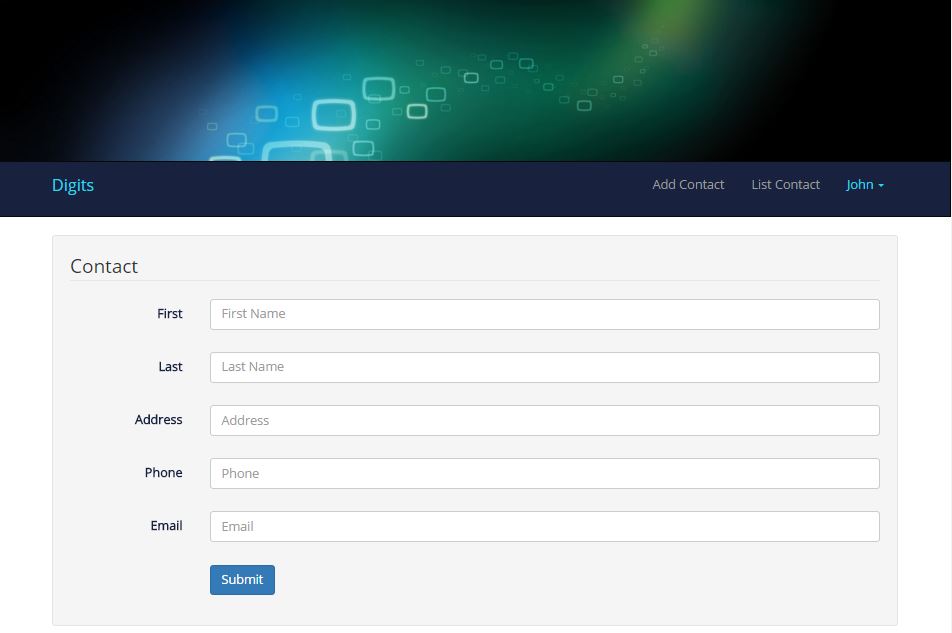 Digits Add Contact List Contact John
Contact
First First Name
Last Last Name
Address Address
Phone Phone
Email Email
Submit